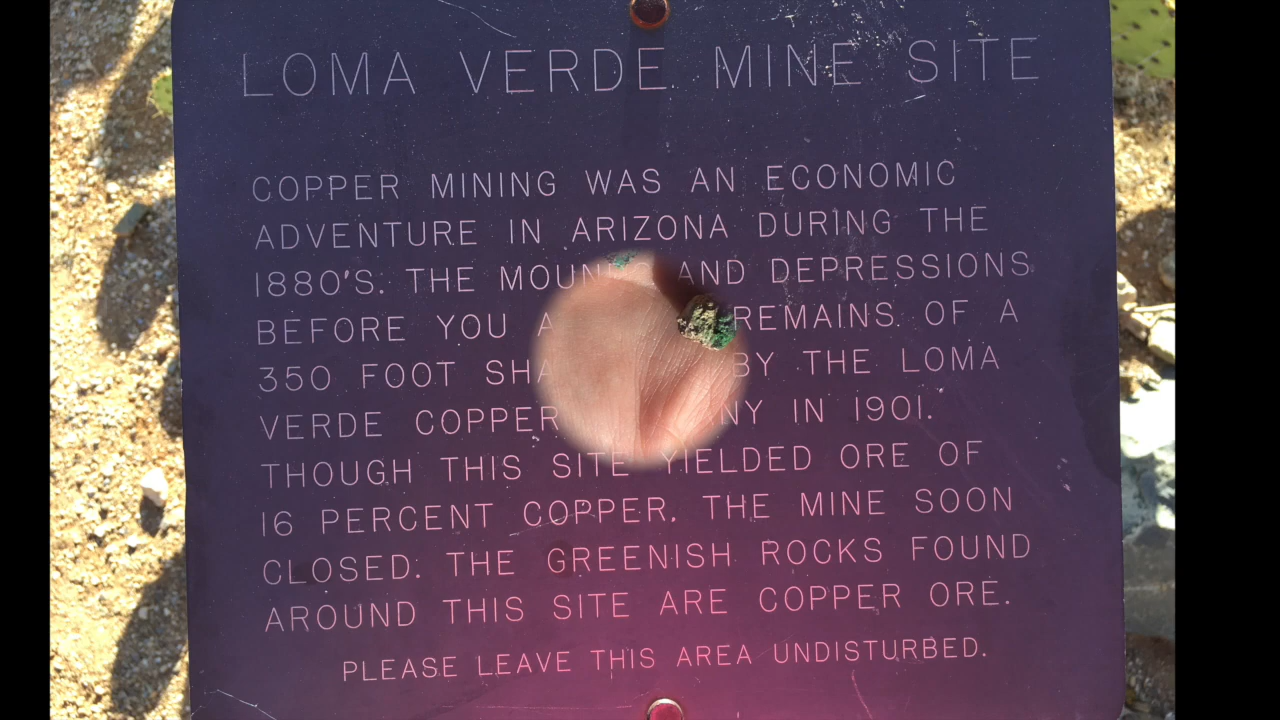 LOMA VERDE MINE SITE
COPPER MINING WAS AN ECONOMIC
ADVENTURE IN ARIZONA DURING THE
1880'S. THE MOUN AND DEPRESSIONS
BEFORE YOU A REMAINS OF A
350 FOOT SHA BY THE LOMA
VERDE COPPER NY IN 1901.
THOUGH THIS SITE YIELDED ORE OF
16 PERCENT COPPER. THE MINE SOON
CLOSED. THE GREENISH ROCKS FOUND
AROUND THIS SITE ARE COPPER ORE.
PLEASE LEAVE THIS AREA UNDISTURBED.